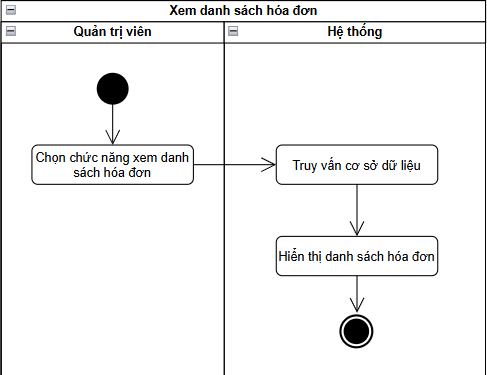 Xem danh sách hóa đơn
Quản trị viên
Hệ thống
Chọn chức năng xem danh
sách hóa đơn
Truy vấn cơ sở dữ liệu
Hiển thị danh sách hóa đơn